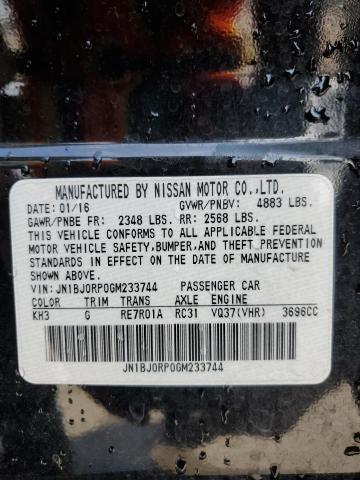 MANUFACTURED BY NISSAN MOTOR CO.,LTD.
DATE: 01/16 GVWR/PNBV: 4883 LBS.
GAWR/PNBE FR: 2348 LBS. RR: 2568 LBS.
THIS VEHICLE CONFORMS TO ALL APPLICABLE FEDERAL
MOTOR VEHICLE SAFETY,BUMPER,AND THEFT PREVENTION
STANDARDS IN EFFECT ON THE DATE OF MANUFACTURE
SHOWN ABOVE.
VIN: JN1BJ0RP0GM233744 PASSENGER CAR
COLOR TRIM TRANS AXLE ENGINE
KH3 G RE7R01A RC31 VQ37(VHR) 3696CC
JN1BJ0RP0GM233744